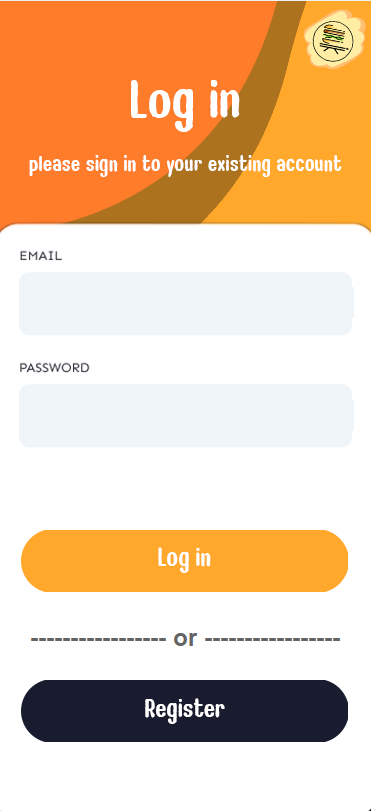 Log in
please sign in to your existing account
EMAIL
PASSWORD
Log in
----------------- or -----------------
Register